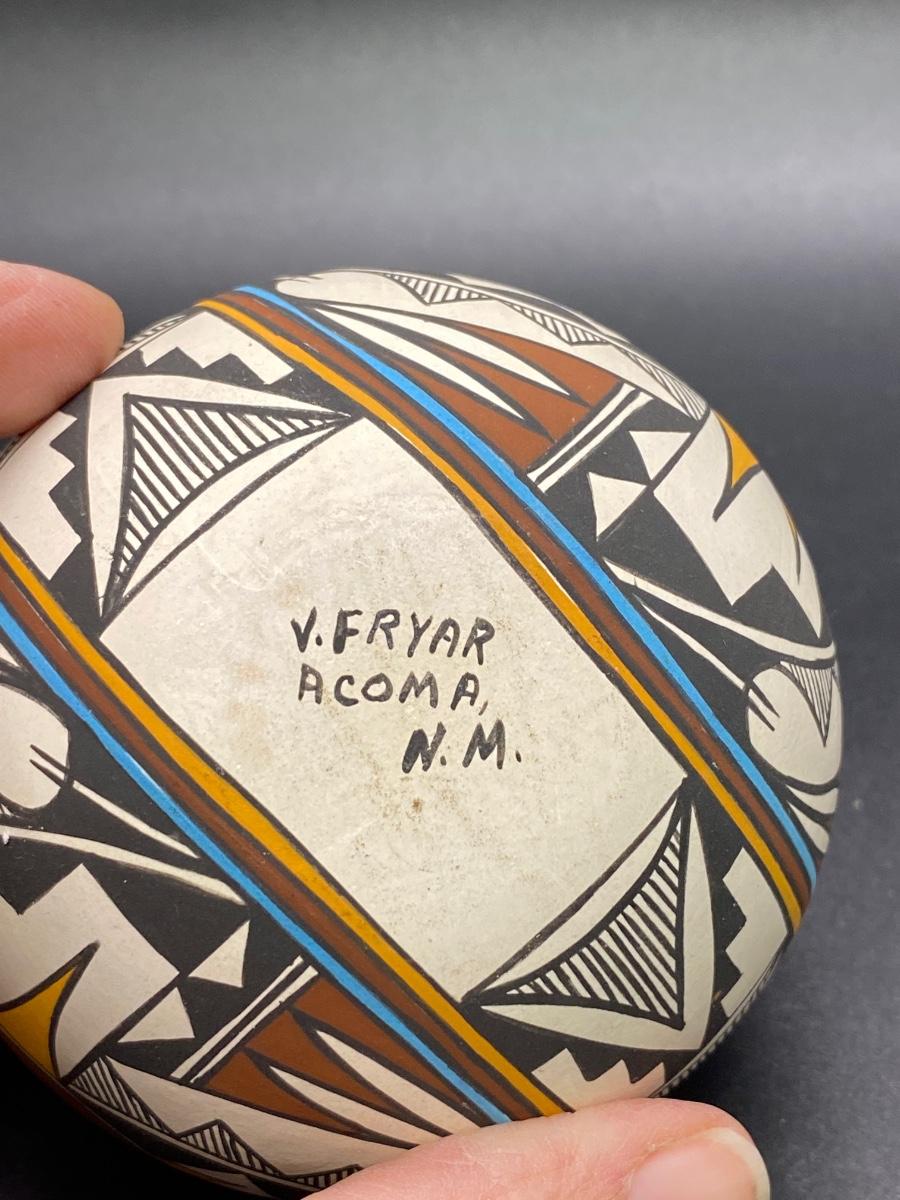 V. FRYAR
ACOMA,
N. M.